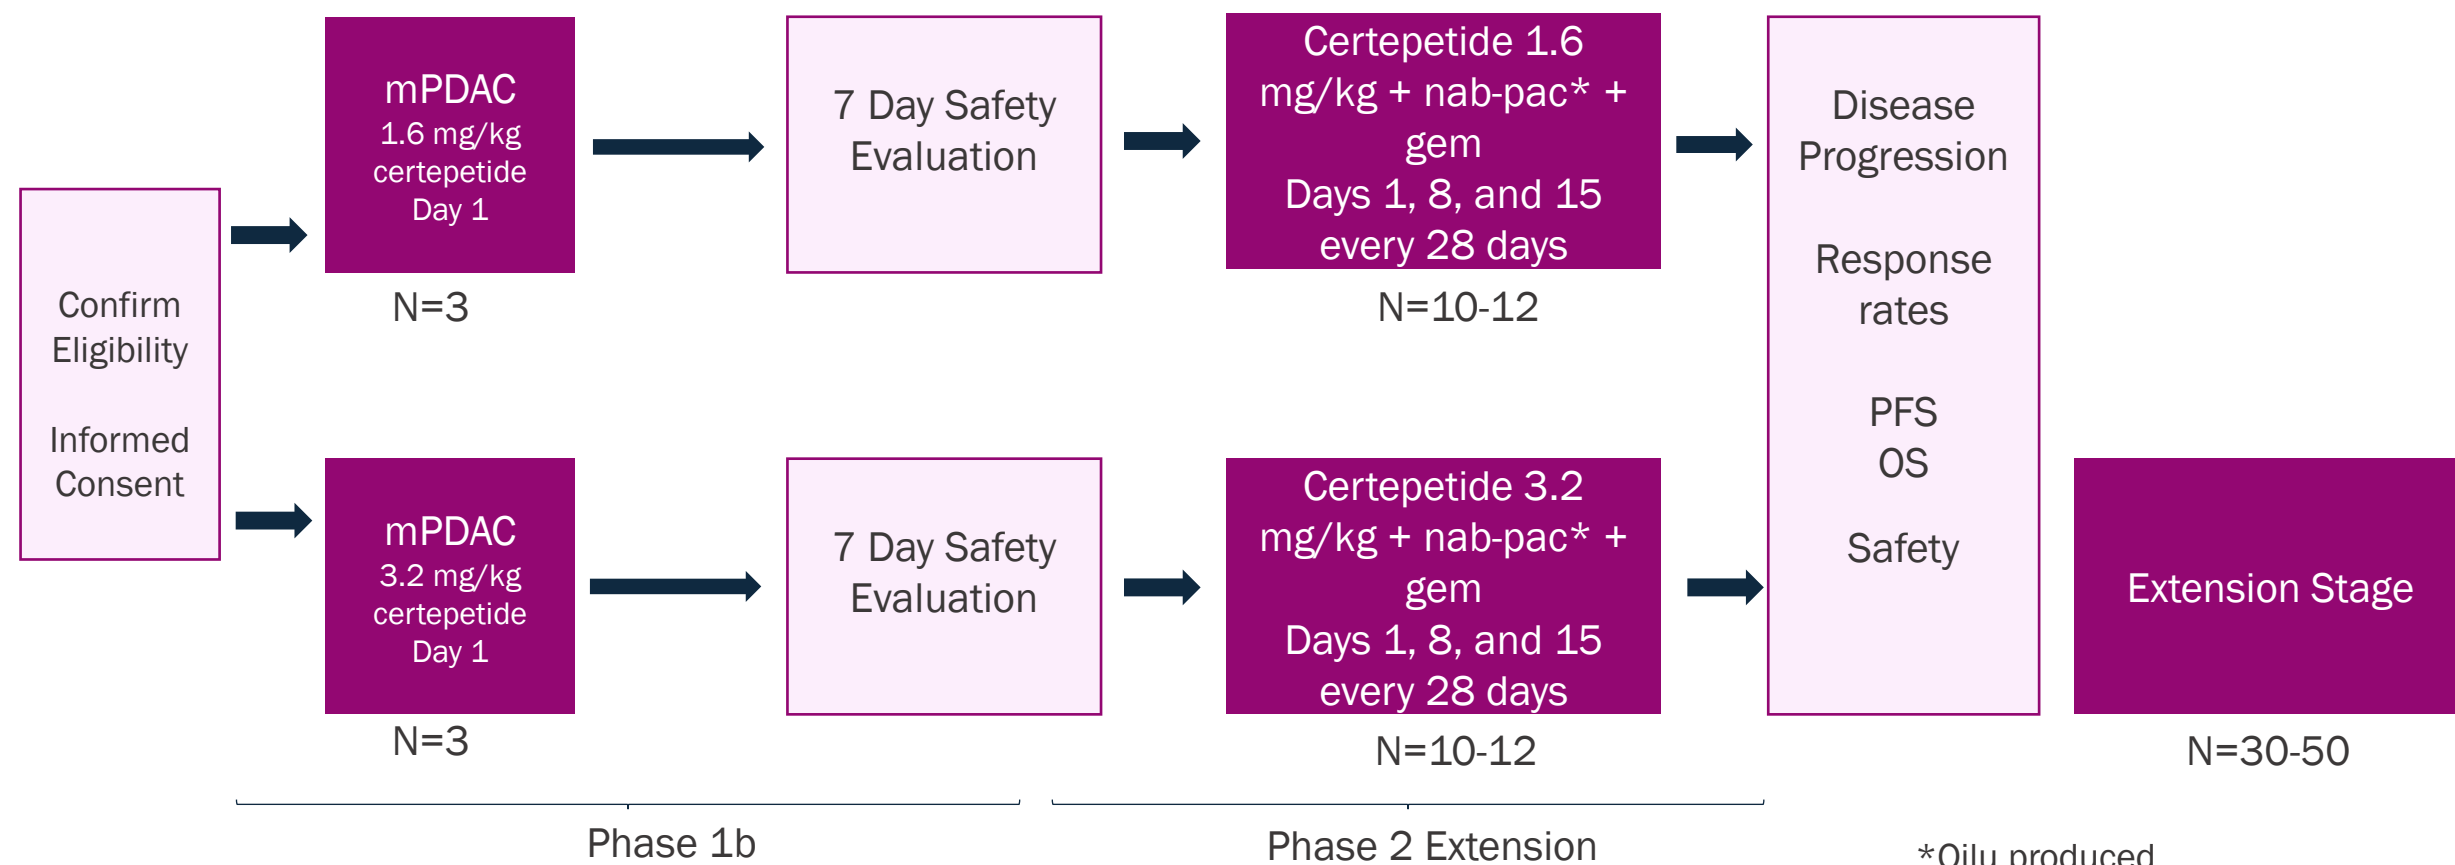 Confirm
Eligibility
Informed
Consent
mPDAC
1.6 mg/kg
certepetide
Day 1
N=3
7 Day Safety
Evaluation
Certepetide 1.6
mg/kg + nab-pac* +
gem
Days 1, 8, and 15
every 28 days
N=10-12
mPDAC
3.2 mg/kg
certepetide
Day 1
N=3
7 Day Safety
Evaluation
Certepetide 3.2
mg/kg + nab-pac* +
gem
Days 1, 8, and 15
every 28 days
N=10-12
Disease
Progression
Response
rates
PFS
OS
Safety
Extension Stage
N=30-50
Phase 1b
Phase 2 Extension
*Qilu produced